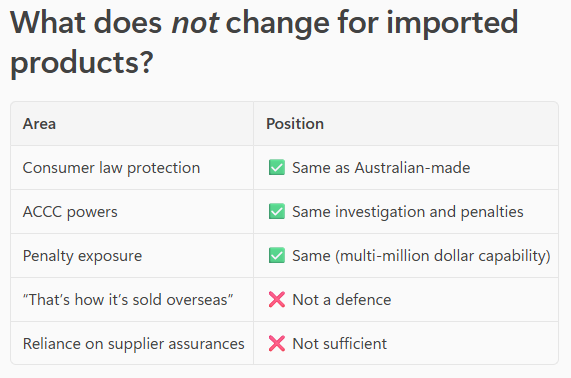 What does not change for imported
products?
Area Position
Consumer law protection ✅ Same as Australian-made
ACCC powers ✅ Same investigation and penalties
Penalty exposure ✅ Same (multi-million dollar capability)
“That’s how it’s sold overseas” ❌ Not a defence
Reliance on supplier assurances ❌ Not sufficient